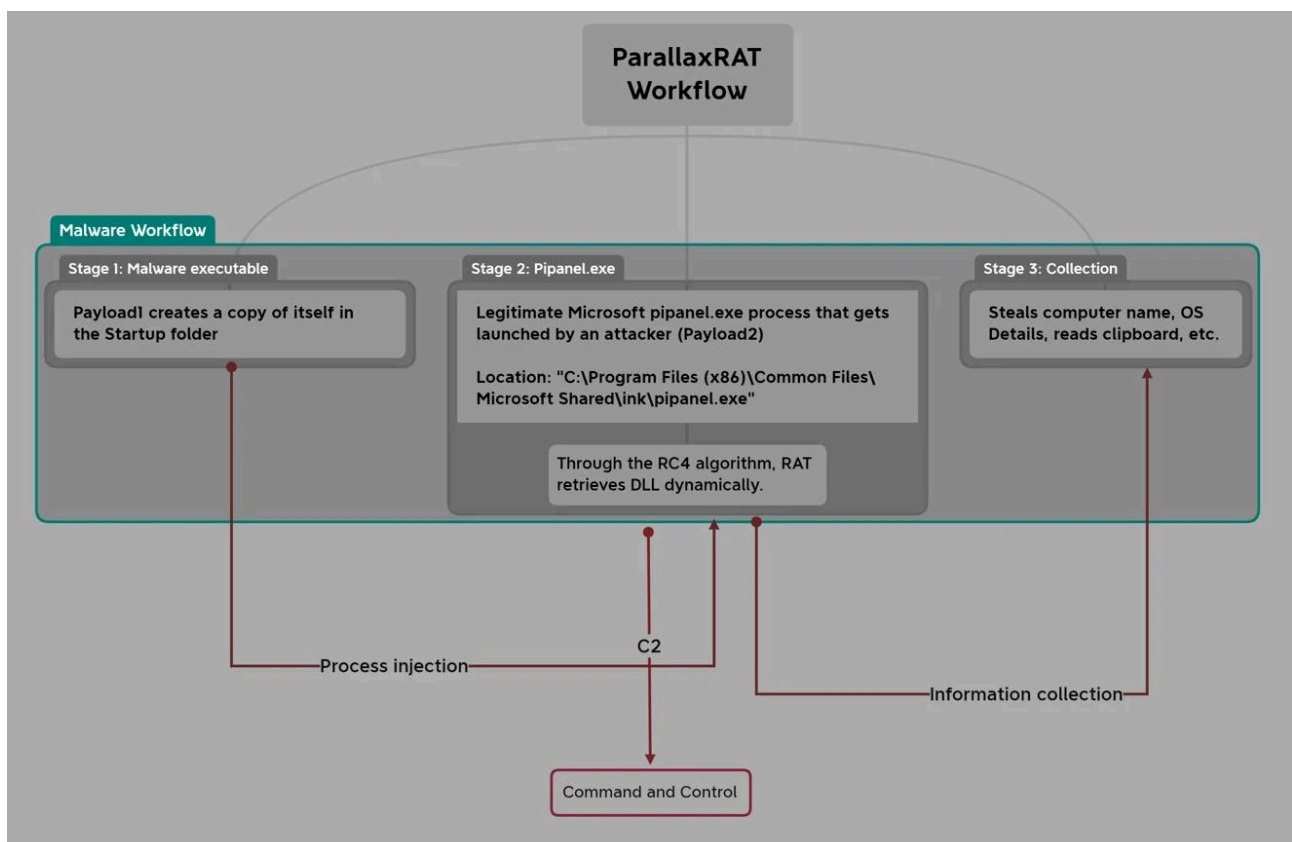 ParallaxRAT
Workflow
Malware Workflow
Stage 1: Malware executable
Payload1 creates a copy of itself in
the Startup folder
Stage 2: Pipanel.exe
Legitimate Microsoft pipanel.exe process that gets
launched by an attacker (Payload2)
Location: "C:\Program Files (x86)\Common Files\
Microsoft Shared\ink\pipanel.exe"
Through the RC4 algorithm, RAT
retrieves DLL dynamically.
Stage 3: Collection
Steals computer name, OS
Details, reads clipboard, etc.
C2
Process injection
Information collection
Command and Control